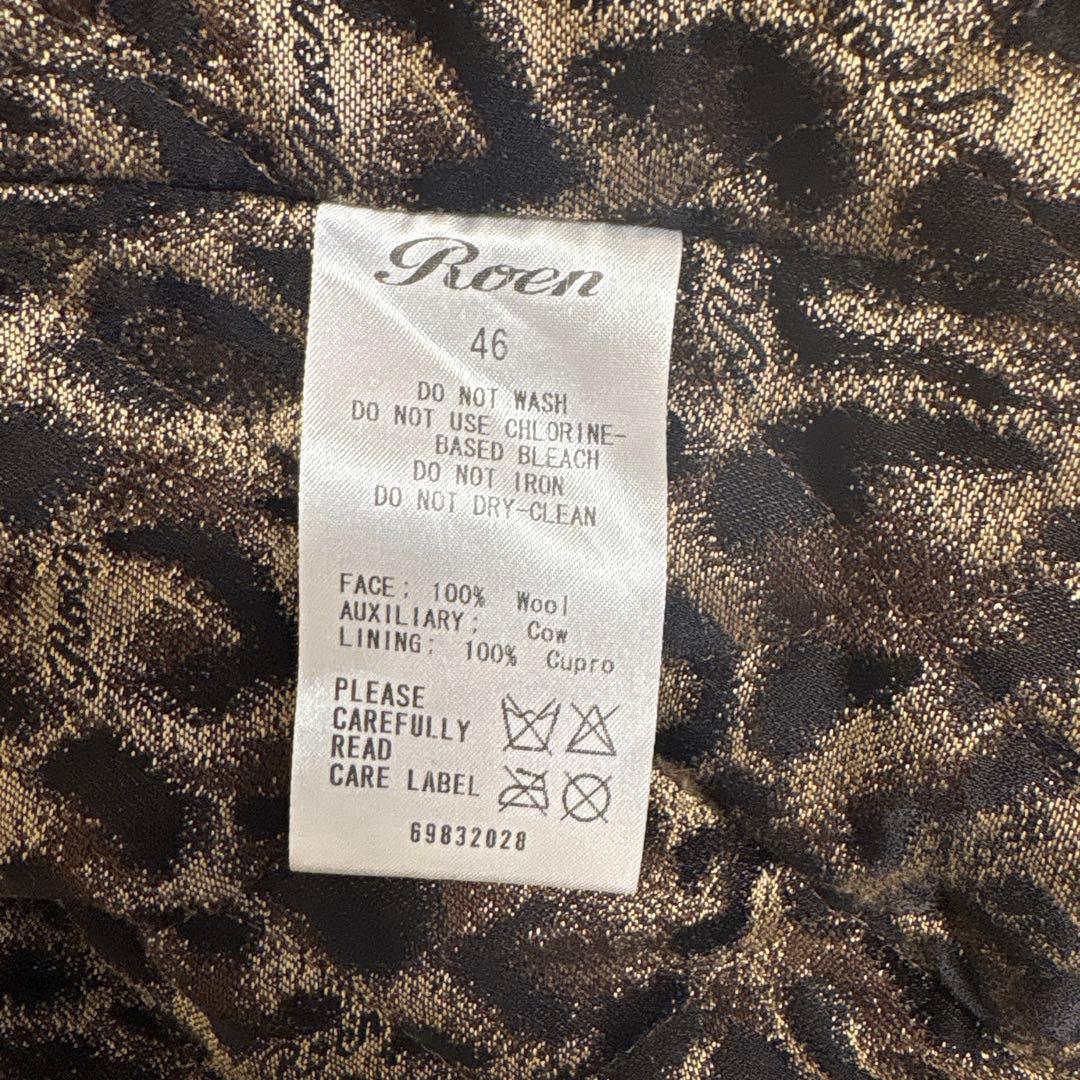 Roen
46
DO NOT WASH
DO NOT USE CHLORINE-
BASED BLEACH
DO NOT IRON
DO NOT DRY-CLEAN
FACE: 100% Wool
AUXILIARY: Cow
LINING: 100% Cupro
PLEASE
CAREFULLY
READ
CARE LABEL
69832028
Roen